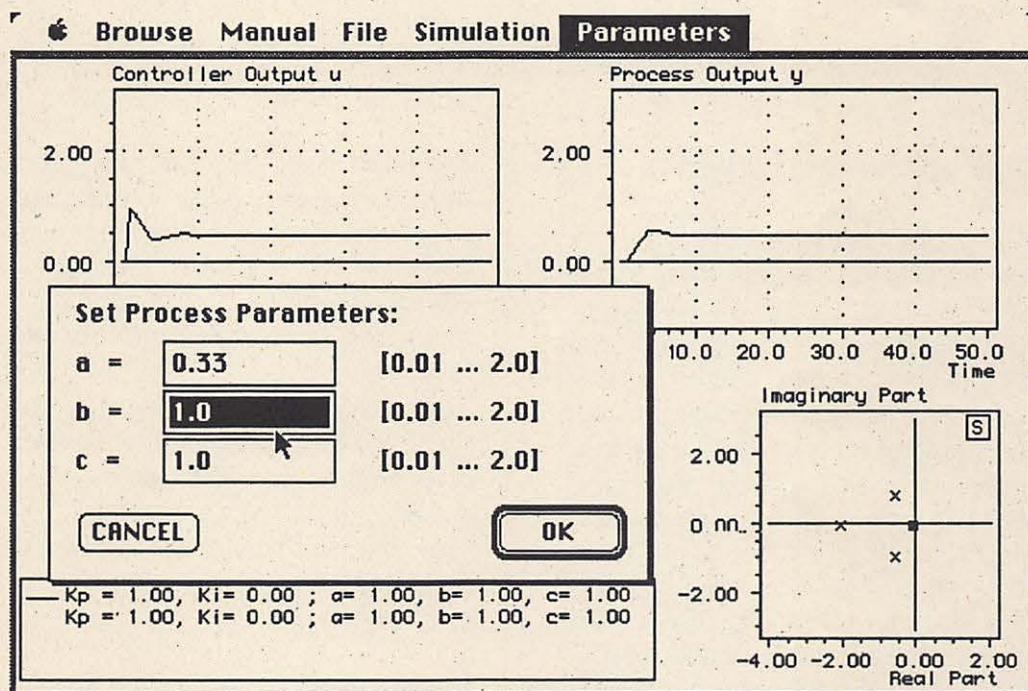 Browse Manual File Simulation Parameters
Controller Output u
Process Output y
2.00
0.00
2.00
0.00
10.0 20.0 30.0 40.0 50.0
Time
Set Process Parameters:
a = 0.33 [0.01 ... 2.0]
b = 1.0 [0.01 ... 2.0]
c = 1.0 [0.01 ... 2.0]
CANCEL OK
Imaginary Part
S
2.00
-2.00
-4.00 -2.00 0.00 2.00
Real Part
Kp = 1.00, Ki= 0.00 ; a= 1.00, b= 1.00, c= 1.00
Kp = 1.00, Ki= 0.00 ; a= 1.00, b= 1.00, c= 1.00